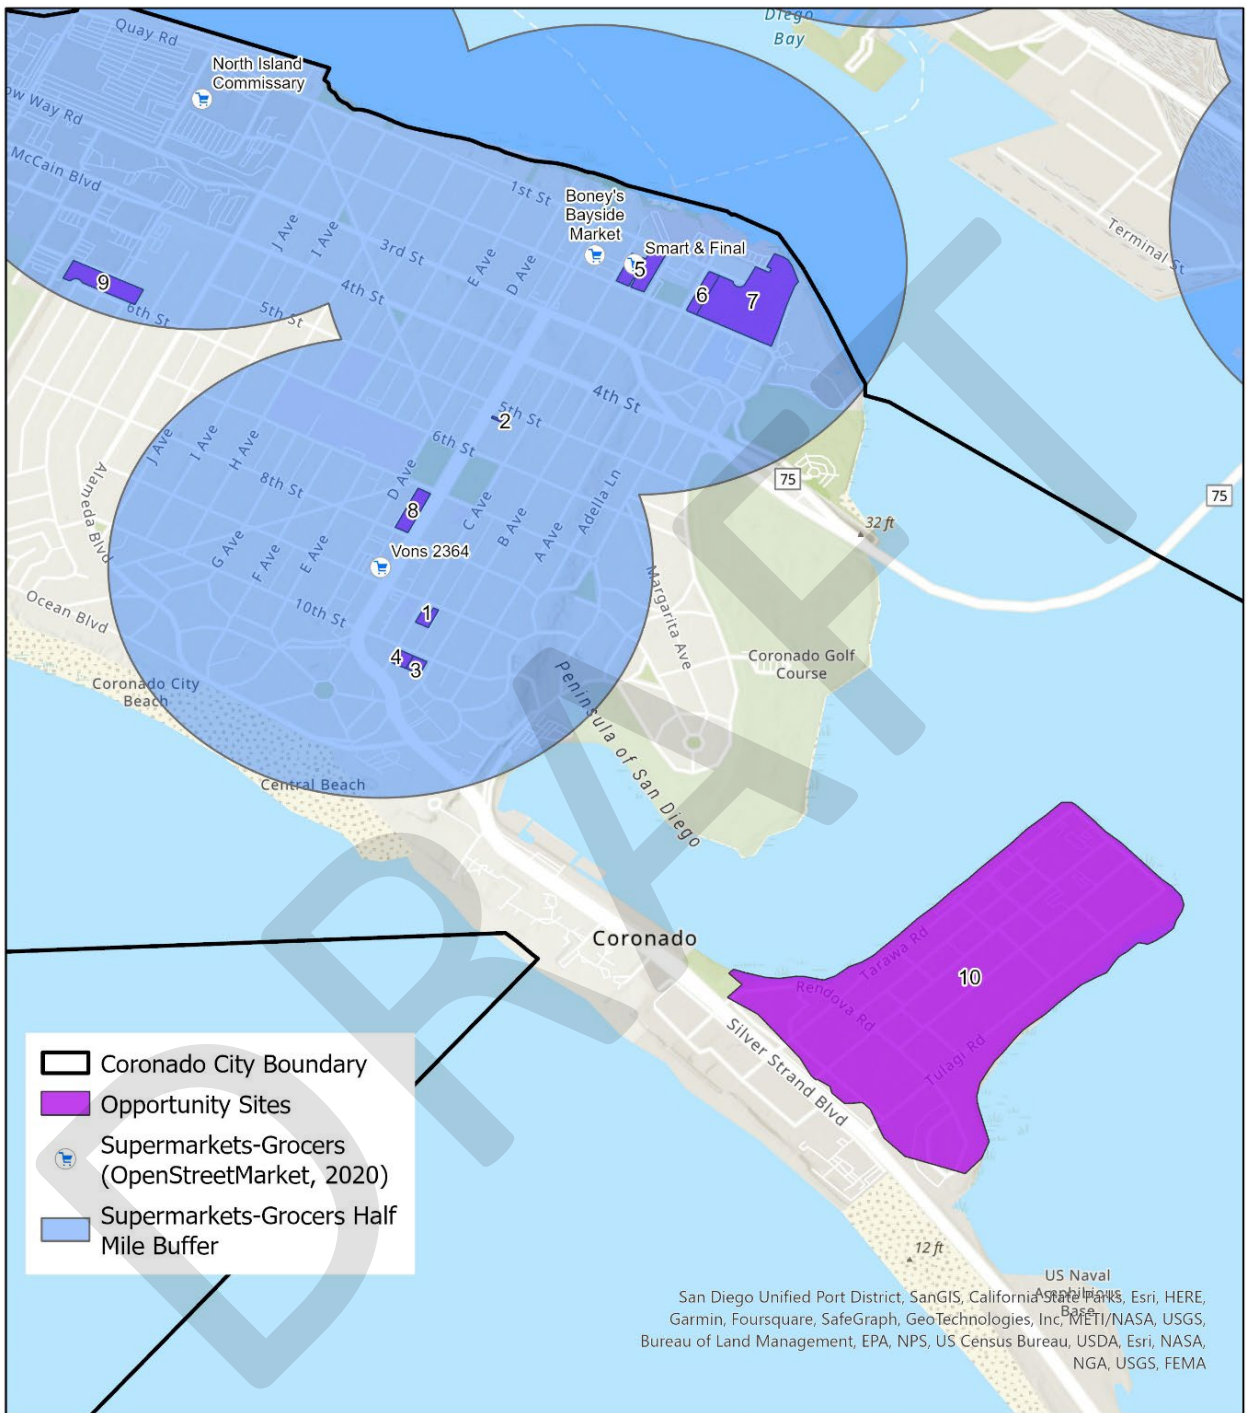 Diego
Bay
Quay Rd
North Island
Commissary
ow Way Rd
McCain Blvd
1st St
Boney's
Bayside
Market
Smart & Final
Terminal St
J Ave
I Ave
3rd St
E Ave
D Ave
5
6
7
9
6th St
5th St
4th St
4th St
2
5th St
6th St
J Ave
I Ave
H Ave
8th St
D Ave
C Ave
B Ave
A Ave
Adella Ln
75
75
Alameda Blvd
8
32 ft
G Ave
F Ave
E Ave
Vons 2364
Ocean Blvd
10th St
1
Margarita Ave
4
3
Coronado Golf
Course
Coronado City
Beach
Peninsula of San Diego
Central Beach
Coronado
Tarawa Rd
Rendova Rd
10
Tulagi Rd
Silver Strand Blvd
Coronado City Boundary
Opportunity Sites
Supermarkets-Grocers
(OpenStreetMarket, 2020)
Supermarkets-Grocers Half
Mile Buffer
12 ft
US Naval
Amphibious
Base
San Diego Unified Port District, SanGIS, California State Parks, Esri, HERE,
Garmin, Foursquare, SafeGraph, GeoTechnologies, Inc, METI/NASA, USGS,
Bureau of Land Management, EPA, NPS, US Census Bureau, USDA, Esri, NASA,
NGA, USGS, FEMA
DRAFT